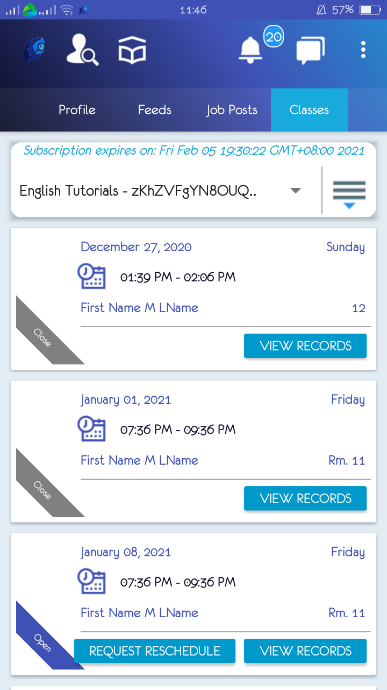 11:46
57%
20
Profile Feeds Job Posts Classes
Subscription expires on: Fri Feb 05 19:30:22 GMT+08:00 2021
English Tutorials - zKhZVFgYN8OUQ..
December 27, 2020 Sunday
01:39 PM - 02:06 PM
First Name M LName 12
Close
VIEW RECORDS
January 01, 2021 Friday
07:36 PM - 09:36 PM
First Name M LName Rm. 11
Close
VIEW RECORDS
January 08, 2021 Friday
07:36 PM - 09:36 PM
First Name M LName Rm. 11
Open
REQUEST RESCHEDULE VIEW RECORDS